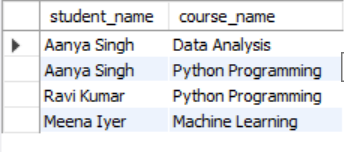 student_name course_name
Aanya Singh Data Analysis
Aanya Singh Python Programming
Ravi Kumar Python Programming
Meena Iyer Machine Learning